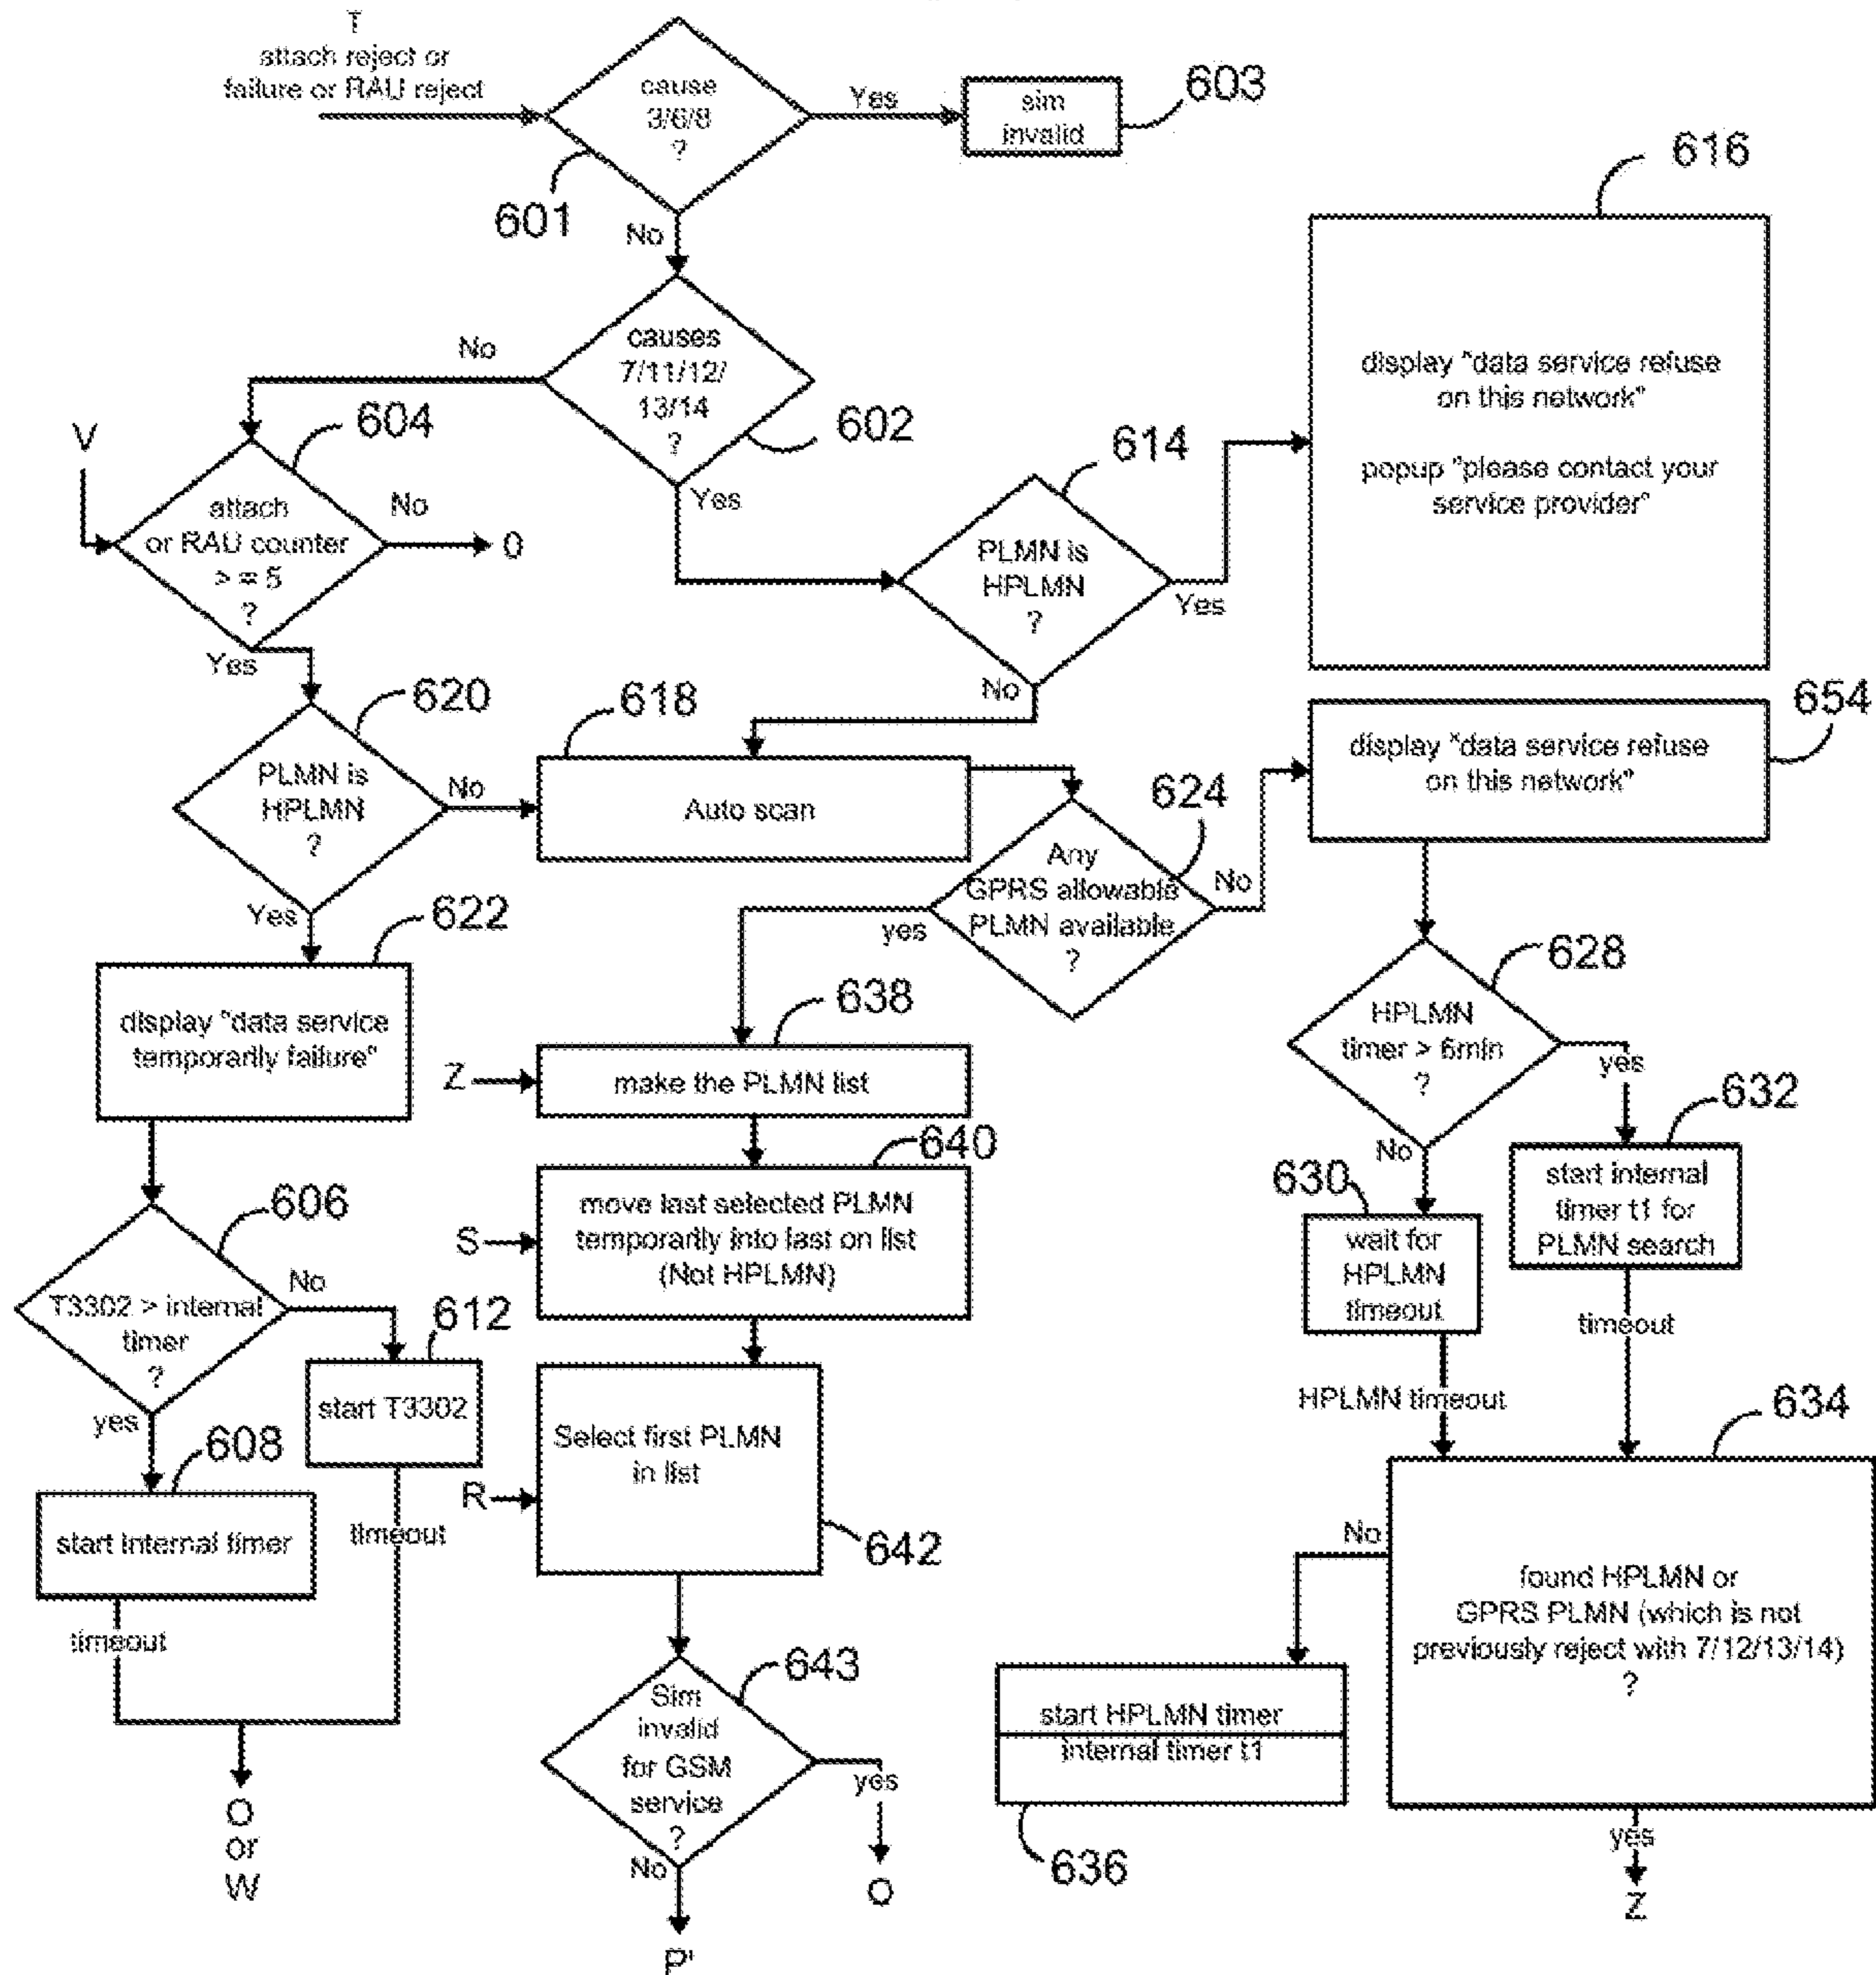 T
attach reject or
failure or RAU reject
cause
3/6/8
?
Yes
sim
invalid
603
601
No
616
causes
7/11/12/
13/14
?
No
602
Yes
display "data service refuse
on this network"
popup "please contact your
service provider"
V
604
attach
or RAU counter
> = 5
?
No
0
Yes
614
PLMN is
HPLMN
?
Yes
No
620
PLMN is
HPLMN
?
No
Yes
618
Auto scan
624
Any
GPRS allowable
PLMN available
?
No
yes
654
display "data service refuse
on this network"
622
display "data service
temporarily failure"
628
HPLMN
timer > 6min
?
yes
No
638
Z
make the PLMN list
640
S
move last selected PLMN
temporarily into last on list
(Not HPLMN)
630
wait for
HPLMN
timeout
632
start internal
timer t1 for
PLMN search
timeout
HPLMN timeout
606
T3302 > internal
timer
?
No
yes
612
start T3302
timeout
608
start internal timer
timeout
O
or
W
R
Select first PLMN
in list
642
643
Sim
invalid
for GSM
service
?
yes
O
No
P'
634
found HPLMN or
GPRS PLMN (which is not
previously reject with 7/12/13/14)
?
No
start HPLMN timer
internal timer t1
636
yes
Z